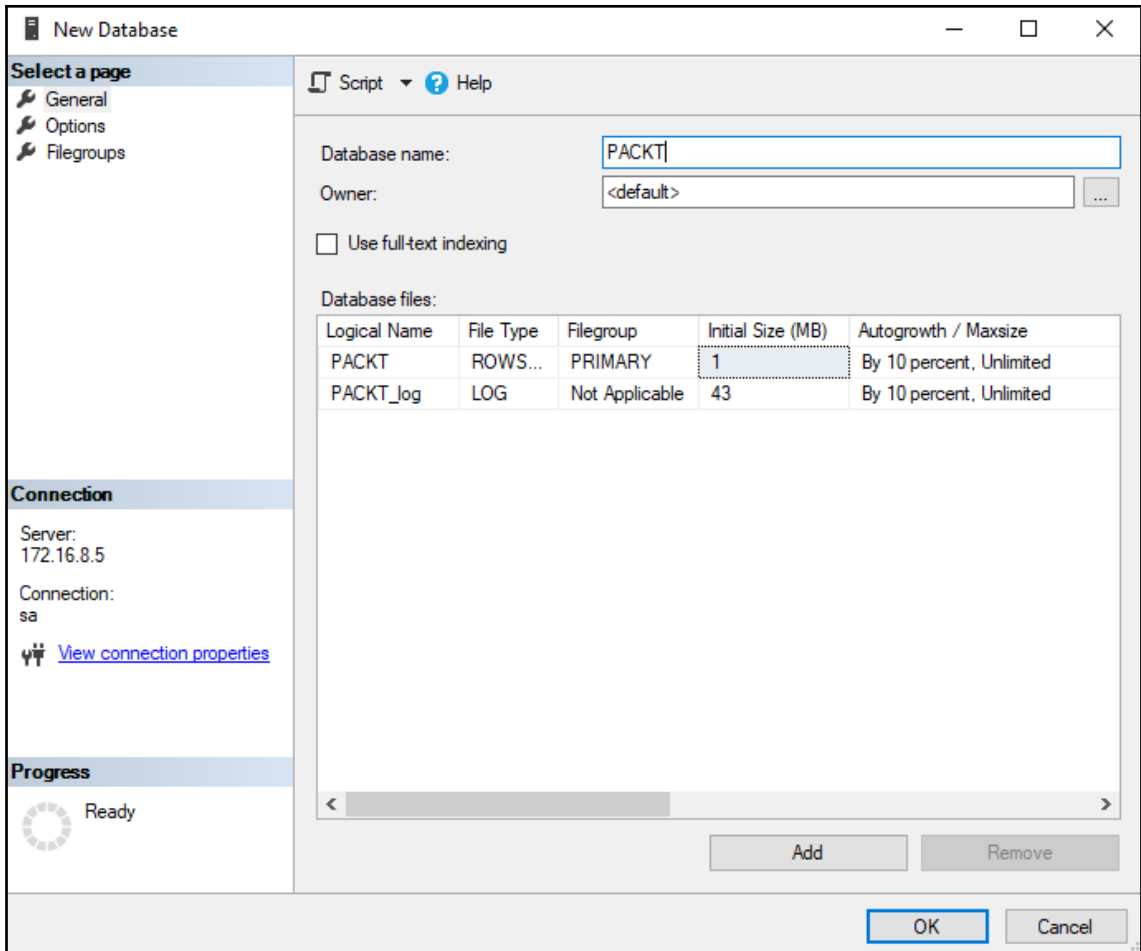 New Database
Select a page
General
Options
Filegroups
Script Help
Database name: PACKT
Owner: <default> ...
Use full-text indexing
Database files:
Logical Name File Type Filegroup Initial Size (MB) Autogrowth / Maxsize
PACKT ROWS... PRIMARY 1 By 10 percent, Unlimited
PACKT_log LOG Not Applicable 43 By 10 percent, Unlimited
Connection
Server:
172.16.8.5
Connection:
sa
View connection properties
Progress
Ready
Add Remove
OK Cancel